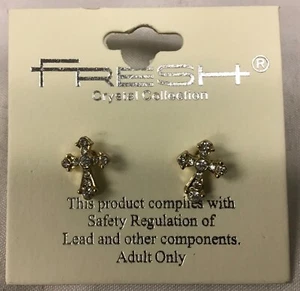 FRESH®
Crystal Collection
This product complies with
Safety Regulation of
Lead and other components.
Adult Only